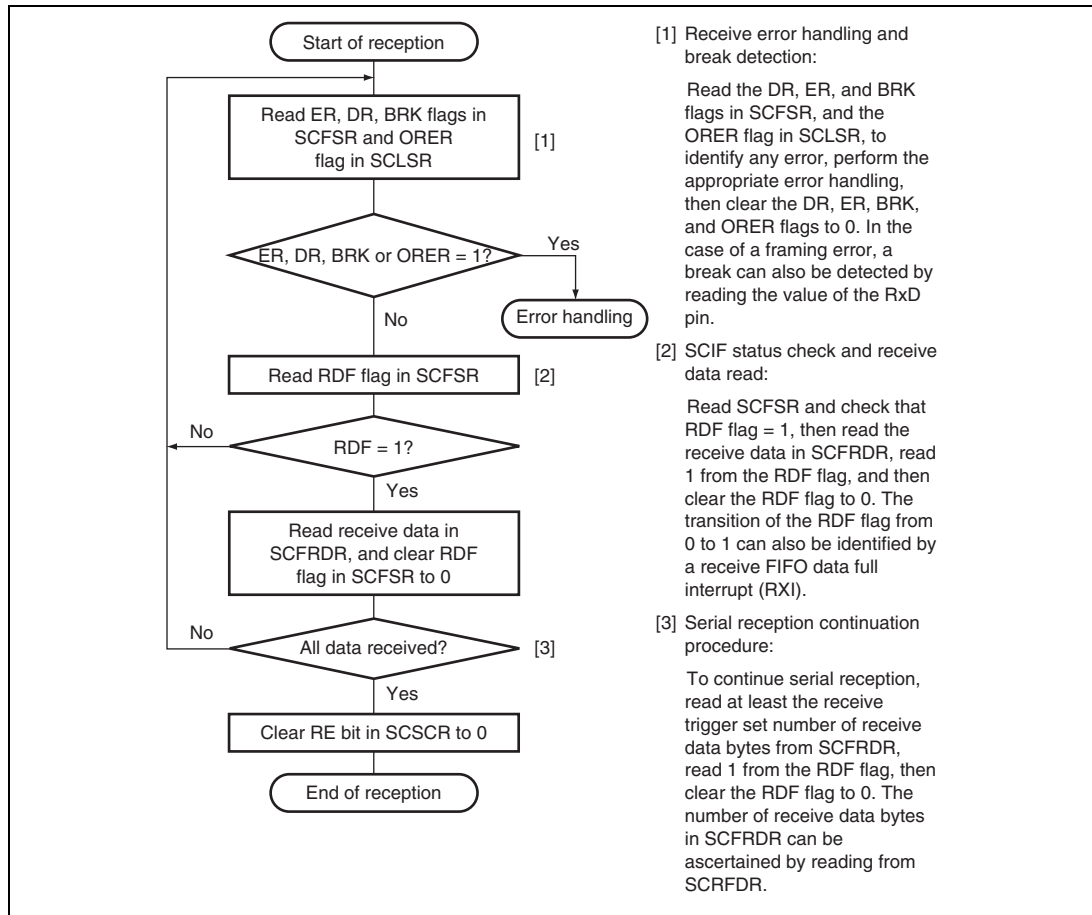 Start of reception
Read ER, DR, BRK flags in
SCFSR and ORER
flag in SCLSR
[1]
ER, DR, BRK or ORER = 1?
Yes
Error handling
No
Read RDF flag in SCFSR
[2]
No
RDF = 1?
Yes
Read receive data in
SCFRDR, and clear RDF
flag in SCFSR to 0
No
All data received?
[3]
Yes
Clear RE bit in SCSCR to 0
End of reception
[1] Receive error handling and
break detection:
Read the DR, ER, and BRK
flags in SCFSR, and the
ORER flag in SCLSR, to
identify any error, perform the
appropriate error handling,
then clear the DR, ER, BRK,
and ORER flags to 0. In the
case of a framing error, a
break can also be detected by
reading the value of the RxD
pin.
[2] SCIF status check and receive
data read:
Read SCFSR and check that
RDF flag = 1, then read the
receive data in SCFRDR, read
1 from the RDF flag, and then
clear the RDF flag to 0. The
transition of the RDF flag from
0 to 1 can also be identified by
a receive FIFO data full
interrupt (RXI).
[3] Serial reception continuation
procedure:
To continue serial reception,
read at least the receive
trigger set number of receive
data bytes from SCFRDR,
read 1 from the RDF flag, then
clear the RDF flag to 0. The
number of receive data bytes
in SCFRDR can be
ascertained by reading from
SCRFDR.